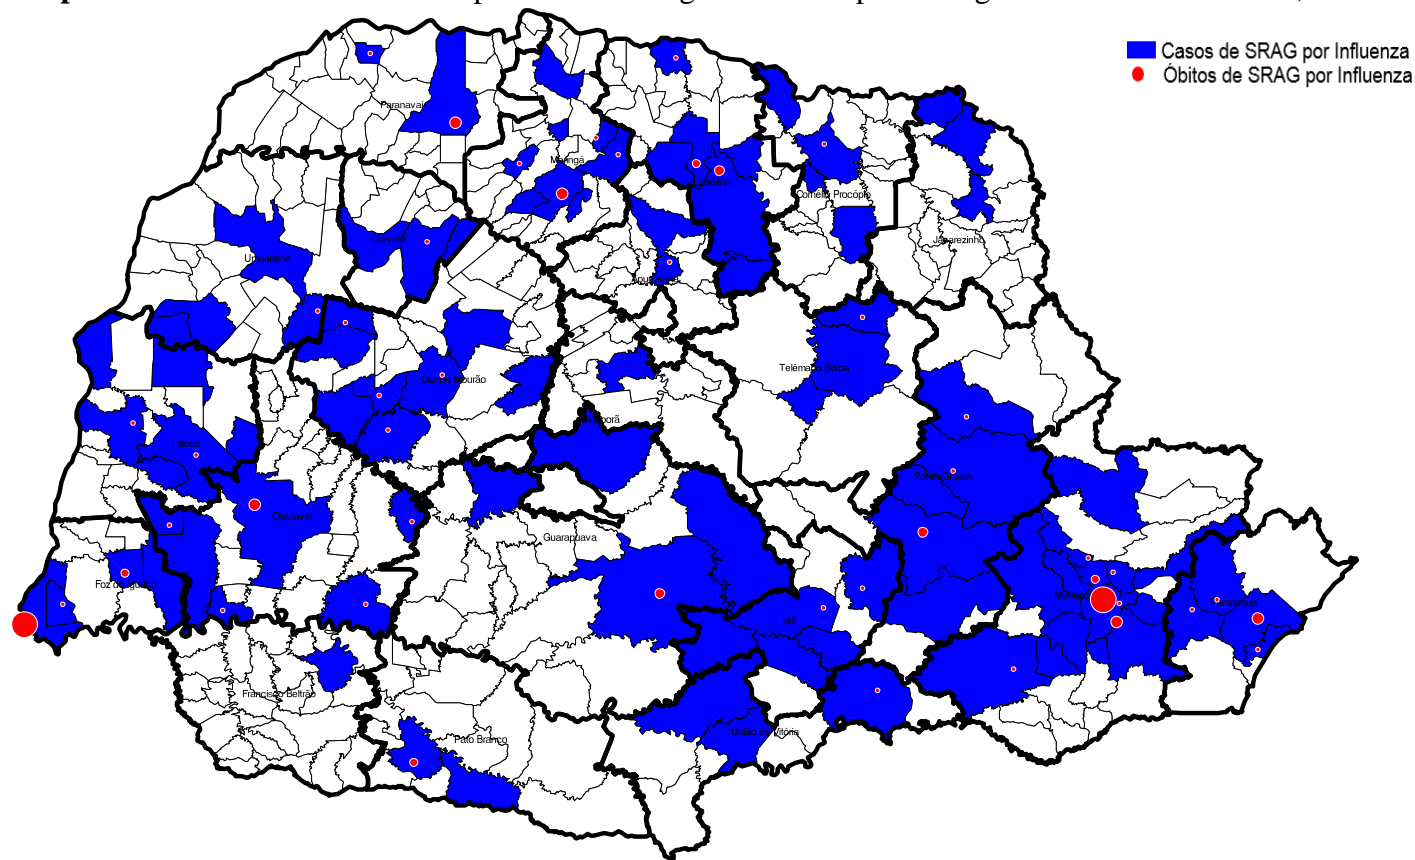 Casos de SRAG por Influenza
Óbitos de SRAG por Influenza
Paranavaí
Maringá
Londrina
Cornélio Procópio
Jacarezinho
Cianorte
Umuarama
Apucarana
Campo Mourão
Telêmaco Borba
Ivaiporã
Toledo
Ponta Grossa
Cascavel
Guarapuava
Foz do Iguaçu
Irati
Paranaguá
Francisco Beltrão
Pato Branco
União da Vitória